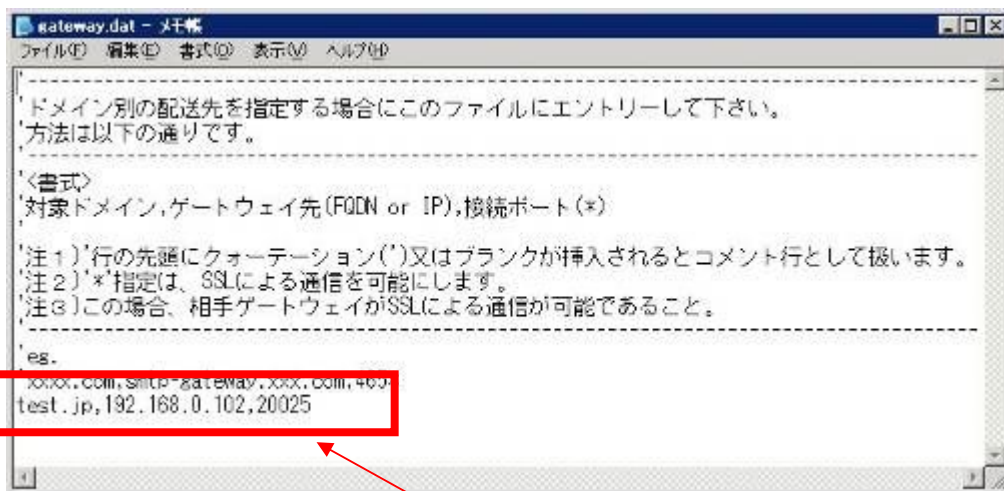 gateway.dat - メモ帳
ファイル(F) 編集(E) 書式(O) 表示(V) ヘルプ(H)
'--------------------------------------------------------------------------------
'ドメイン別の配送先を指定する場合にこのファイルにエントリーして下さい。
'方法は以下の通りです。
'--------------------------------------------------------------------------------
'<書式>
'対象ドメイン,ゲートウェイ先(FQDN or IP),接続ポート(*)
'
'注1)'行の先頭にクォーテーション(')又はブランクが挿入されるとコメント行として扱います。
'注2)'*'指定は、SSLによる通信を可能にします。
'注3)この場合、相手ゲートウェイがSSLによる通信が可能であること。
'--------------------------------------------------------------------------------
'
'eg.
'xxxx.com,smtp-gateway.xxx.com
test.jp,192.168.0.102,20025